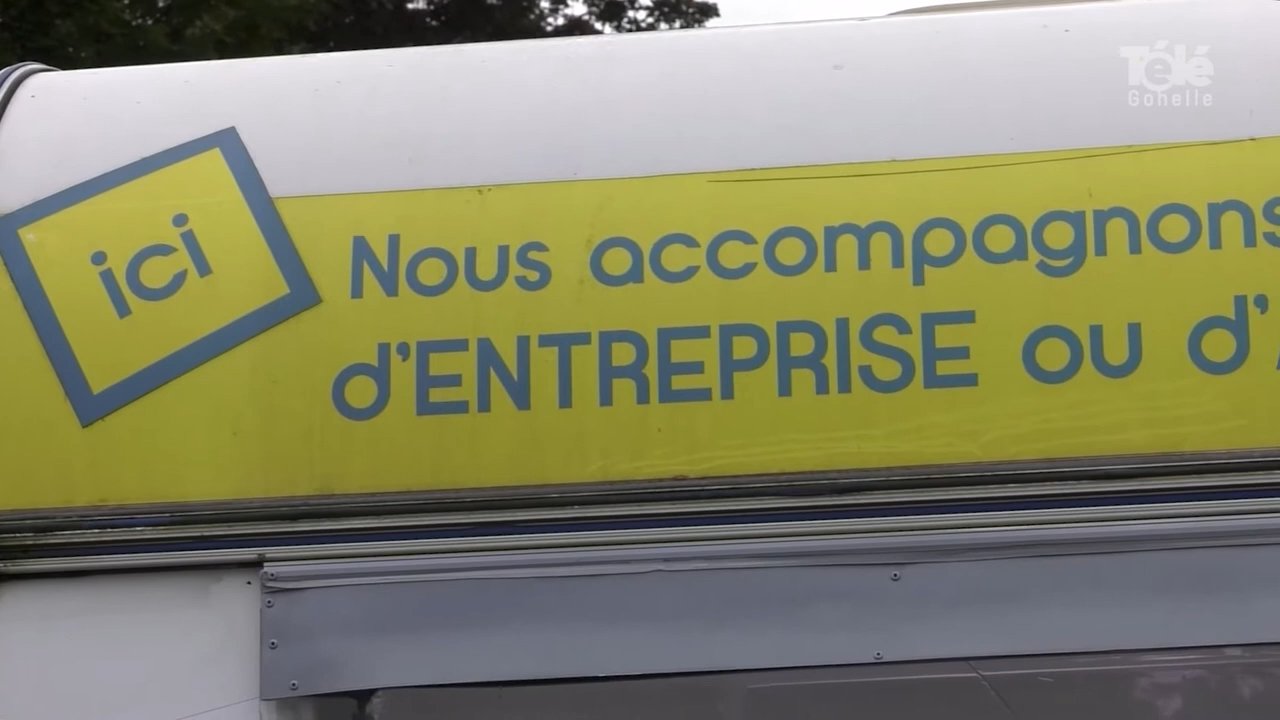 Télé
Gohelle
ici
Nous accompagnons
d'ENTREPRISE ou d'